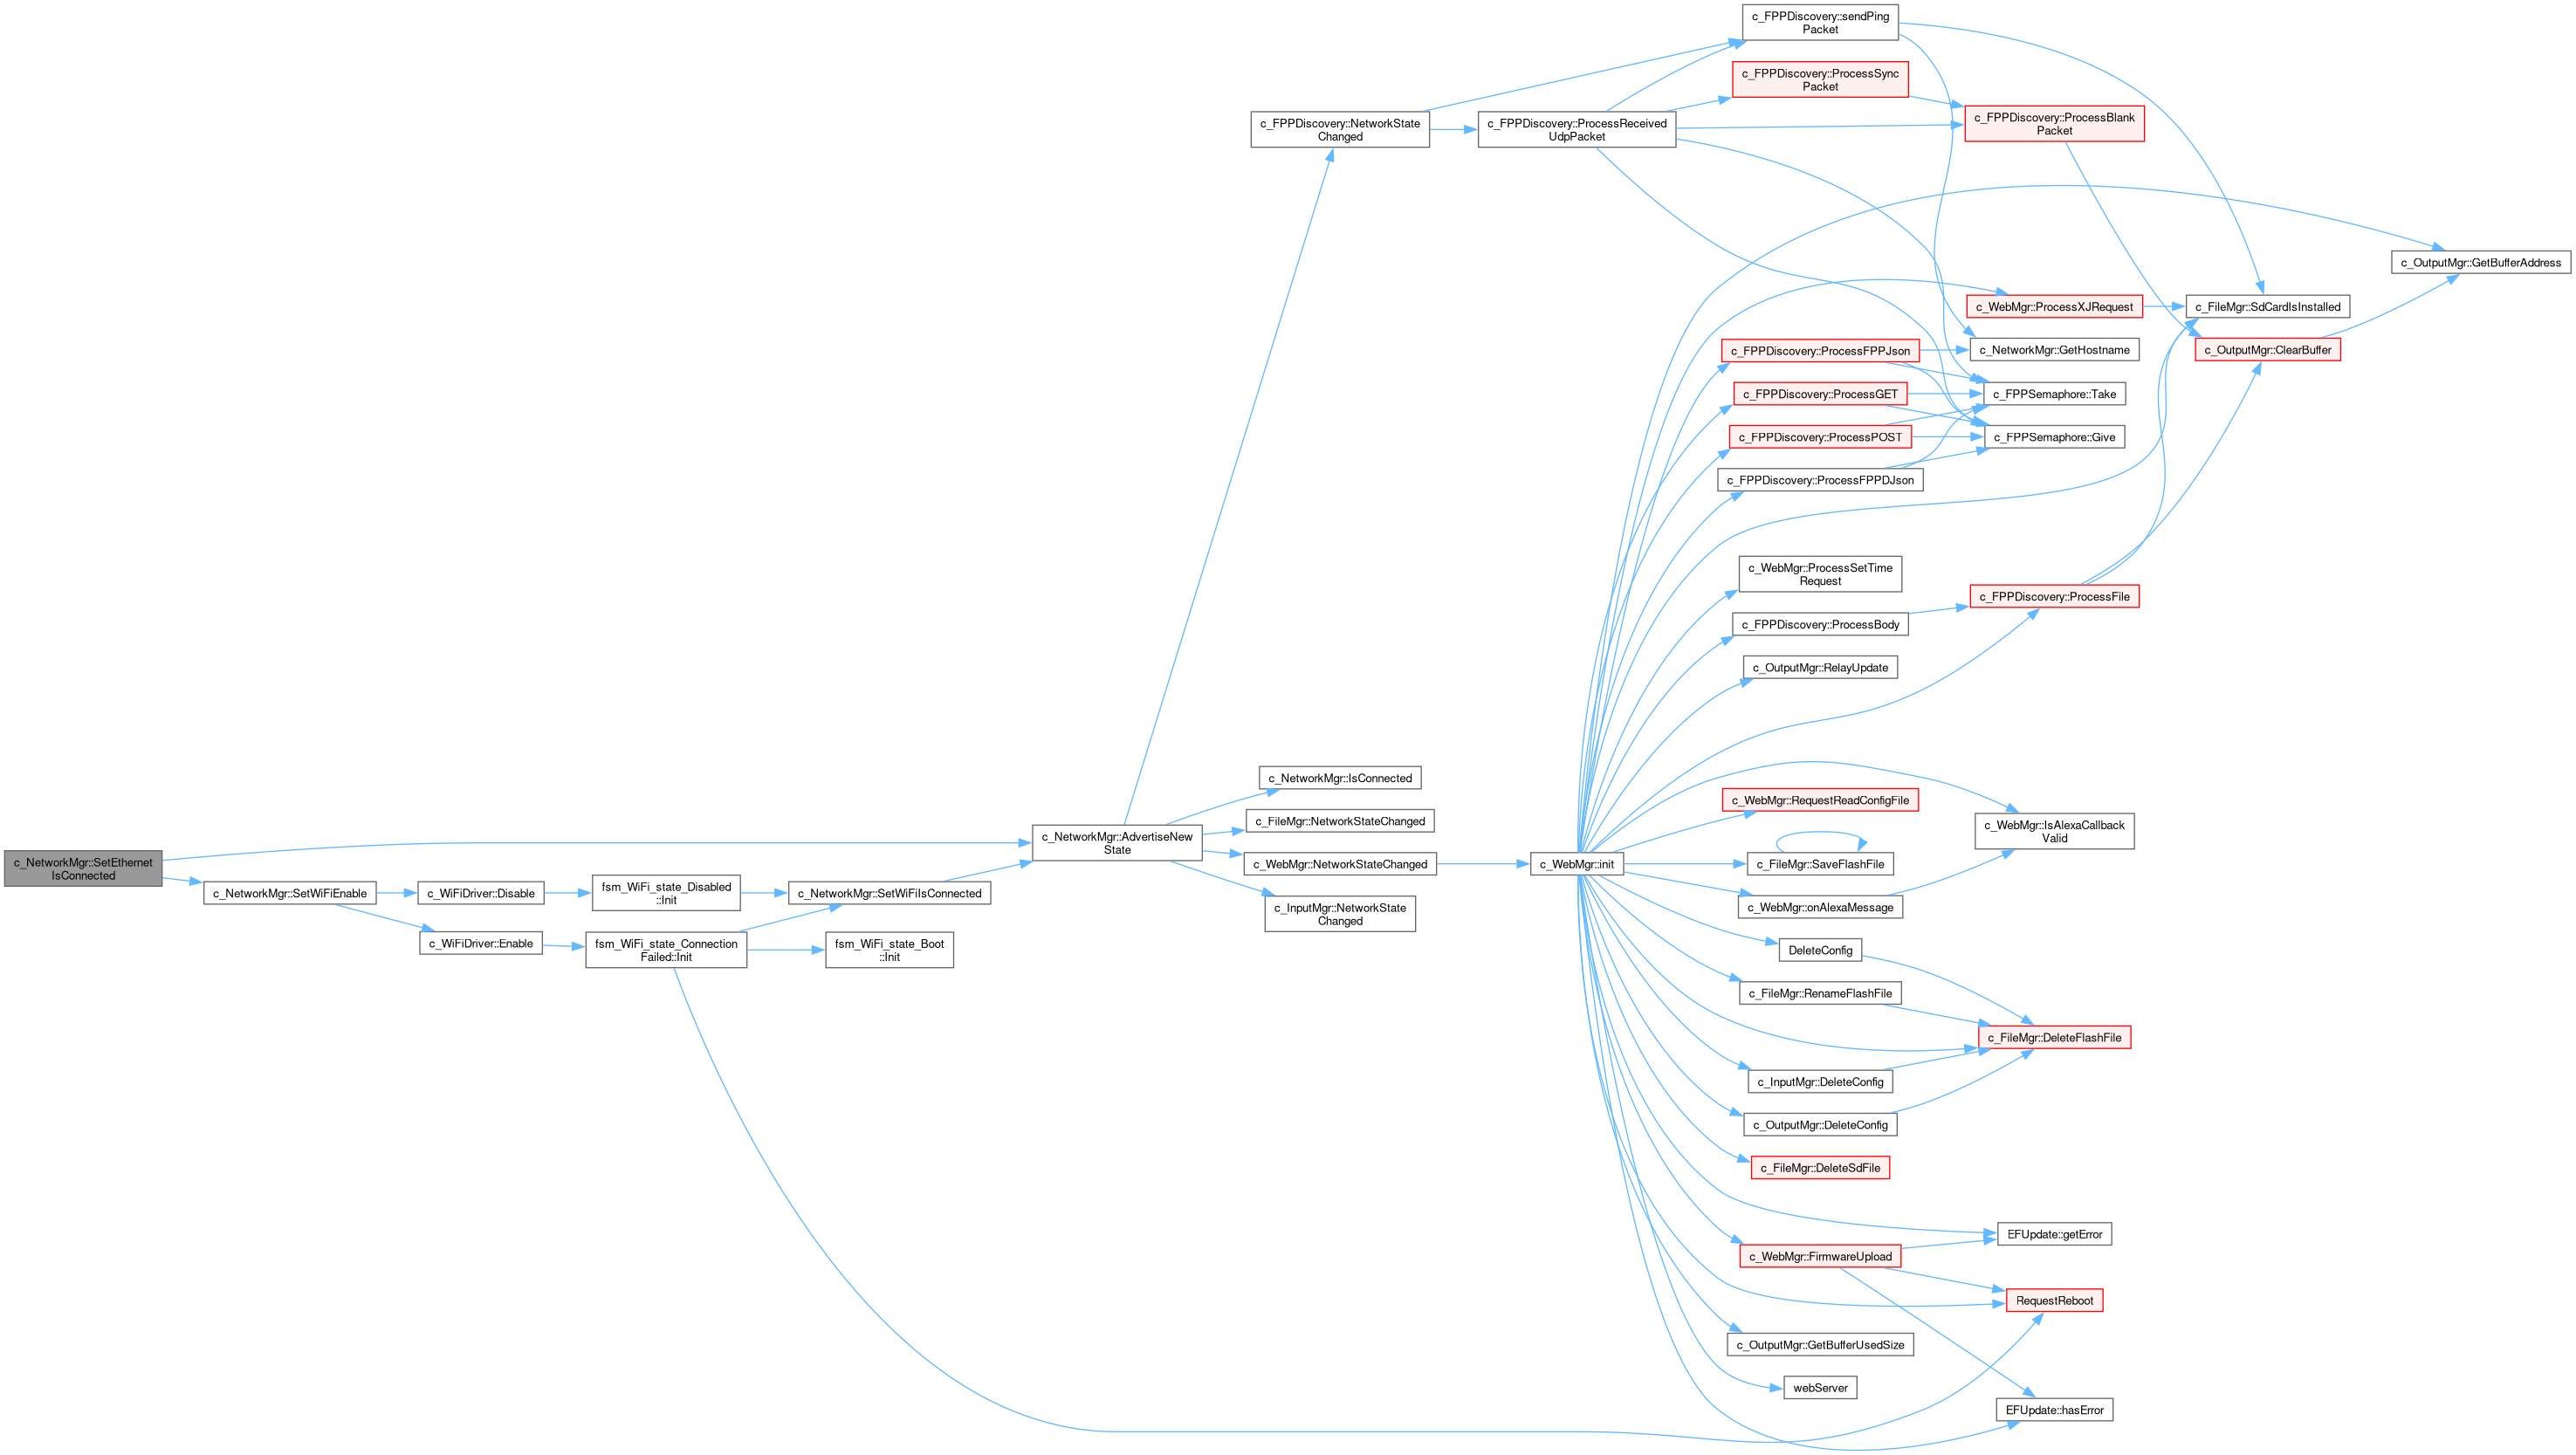 c_NetworkMgr::SetEthernet
IsConnected
c_NetworkMgr::SetWiFiEnable
c_WiFiDriver::Disable
c_WiFiDriver::Enable
fsm_WiFi_state_Disabled
::Init
fsm_WiFi_state_Connection
Failed::Init
c_NetworkMgr::SetWiFiIsConnected
fsm_WiFi_state_Boot
::Init
c_NetworkMgr::AdvertiseNew
State
c_FPPDiscovery::NetworkState
Changed
c_NetworkMgr::IsConnected
c_FileMgr::NetworkStateChanged
c_WebMgr::NetworkStateChanged
c_InputMgr::NetworkState
Changed
c_FPPDiscovery::ProcessReceived
UdpPacket
c_WebMgr::init
c_FPPDiscovery::sendPing
Packet
c_FPPDiscovery::ProcessSync
Packet
c_FPPDiscovery::ProcessFPPJson
c_FPPDiscovery::ProcessGET
c_FPPDiscovery::ProcessPOST
c_FPPDiscovery::ProcessFPPDJson
c_WebMgr::ProcessSetTime
Request
c_FPPDiscovery::ProcessBody
c_OutputMgr::RelayUpdate
c_WebMgr::RequestReadConfigFile
c_FileMgr::SaveFlashFile
c_WebMgr::onAlexaMessage
DeleteConfig
c_FileMgr::RenameFlashFile
c_InputMgr::DeleteConfig
c_OutputMgr::DeleteConfig
c_FileMgr::DeleteSdFile
c_WebMgr::FirmwareUpload
c_OutputMgr::GetBufferUsedSize
webServer
c_FPPDiscovery::ProcessBlank
Packet
c_WebMgr::ProcessXJRequest
c_NetworkMgr::GetHostname
c_FPPSemaphore::Take
c_FPPSemaphore::Give
c_FPPDiscovery::ProcessFile
c_WebMgr::IsAlexaCallback
Valid
c_FileMgr::DeleteFlashFile
EFUpdate::getError
RequestReboot
EFUpdate::hasError
c_FileMgr::SdCardIsInstalled
c_OutputMgr::ClearBuffer
c_OutputMgr::GetBufferAddress